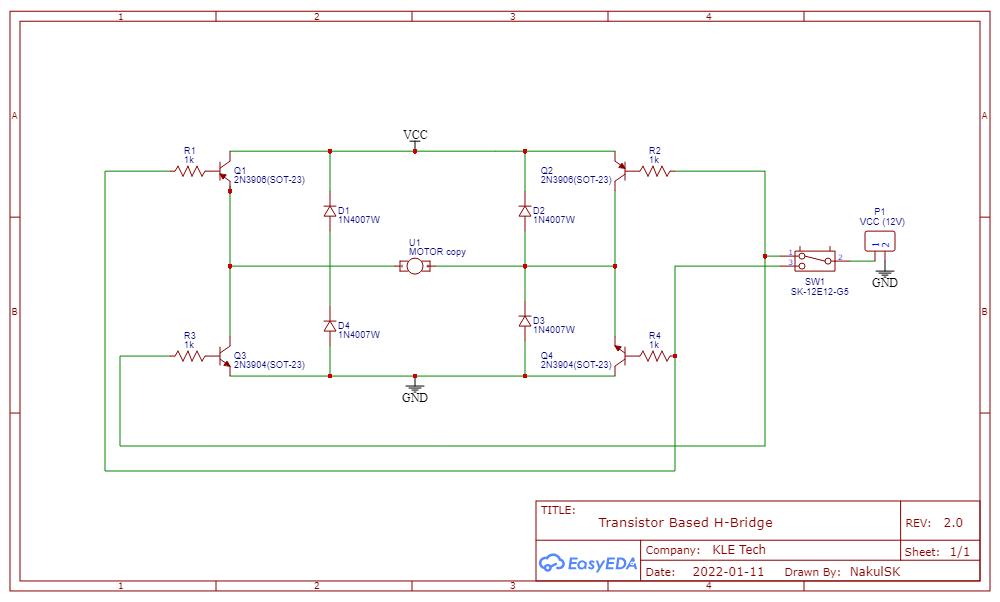 1 2 3 4
A A
VCC
R1
1k
R2
1k
Q1
2N3906(SOT-23)
Q2
2N3906(SOT-23)
D1
1N4007W
D2
1N4007W
P1
VCC (12V)
1 2
U1
MOTOR copy
1
3
2
SW1
SK-12E12-G5
GND
B B
D4
1N4007W
D3
1N4007W
R3
1k
R4
1k
Q3
2N3904(SOT-23)
Q4
2N3904(SOT-23)
GND
TITLE:
Transistor Based H-Bridge
REV: 2.0
EasyEDA
Company: KLE Tech
Sheet: 1/1
Date: 2022-01-11 Drawn By: NakulSK
1 2 3 4